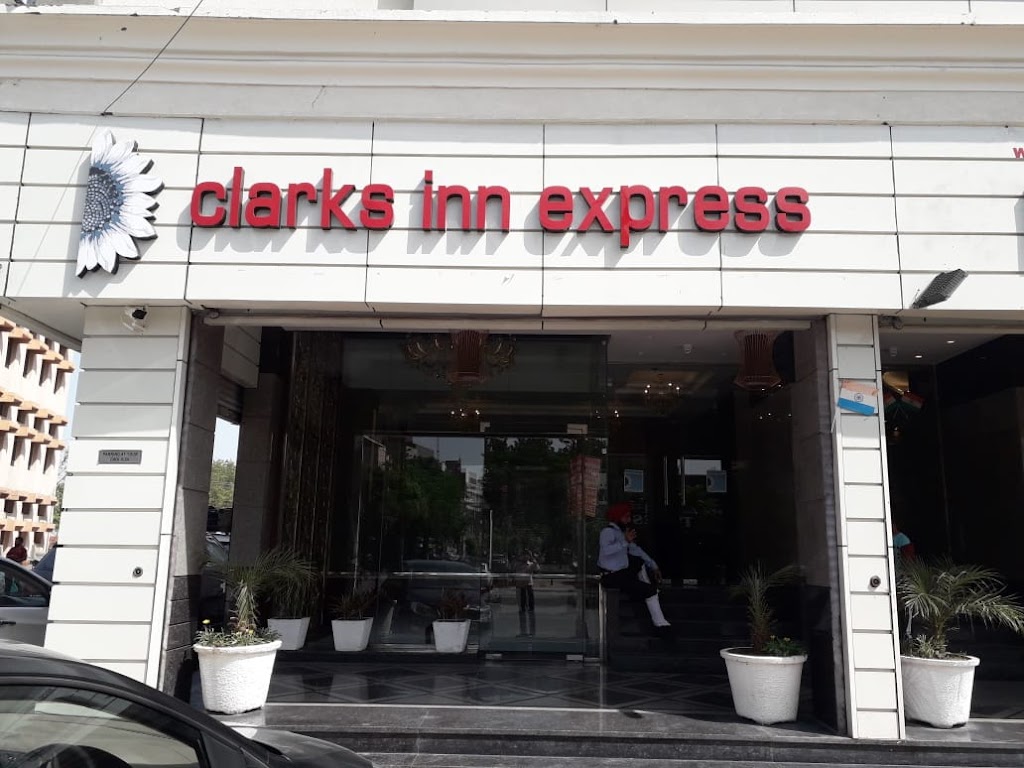 clarks inn express